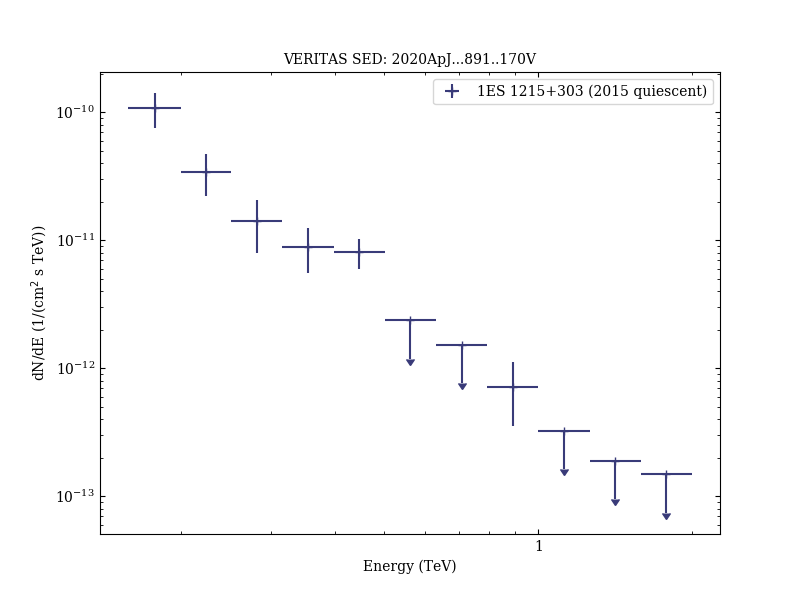 VERITAS SED: 2020ApJ...891..170V
1ES 1215+303 (2015 quiescent)
dN/dE (1/(cm² s TeV))
10⁻¹⁰
10⁻¹¹
10⁻¹²
10⁻¹³
1
Energy (TeV)